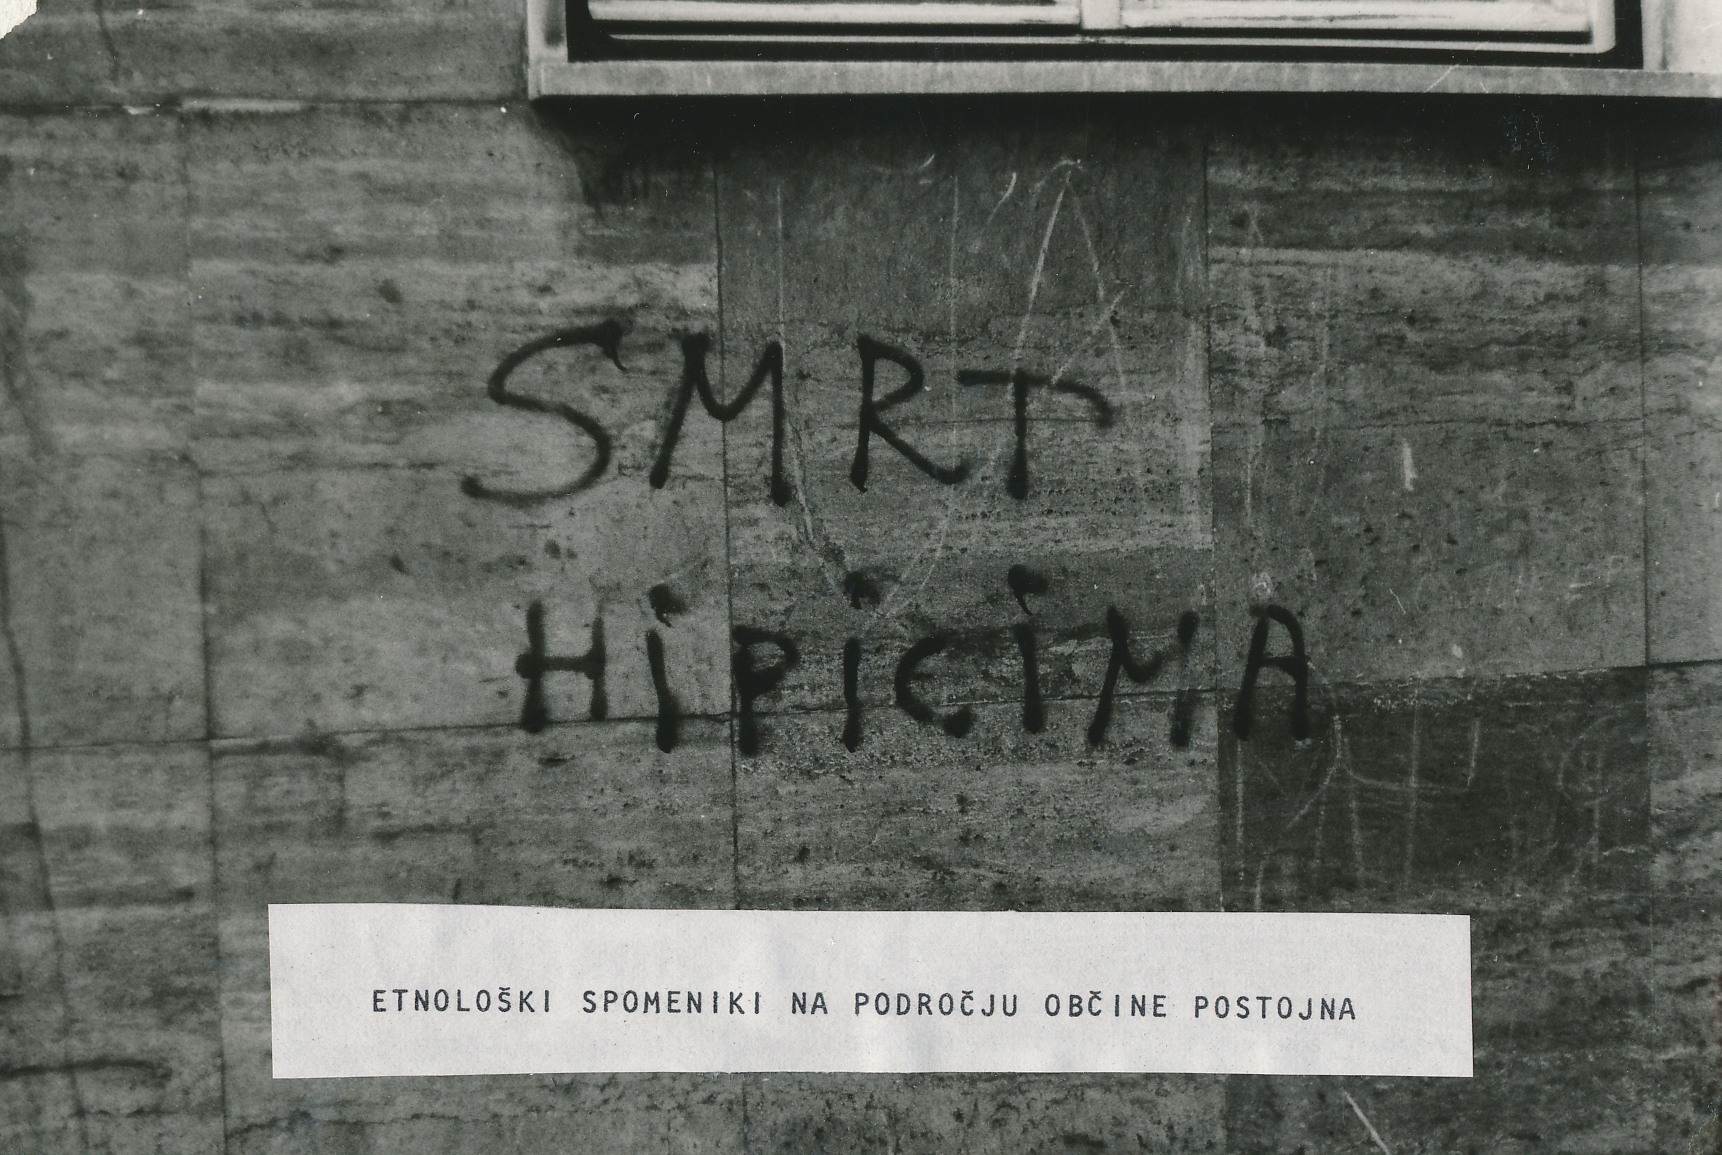 SMRT
HiPiCiMA
ETNOLOŠKI SPOMENIKI NA PODROČJU OBČINE POSTOJNA